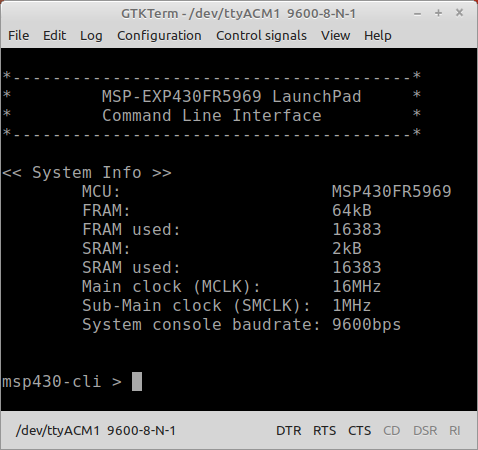 GTKTerm - /dev/ttyACM1 9600-8-N-1
File Edit Log Configuration Control signals View Help
*----------------------------------------*
* MSP-EXP430FR5969 LaunchPad *
* Command Line Interface *
*----------------------------------------*
<< System Info >>
MCU: MSP430FR5969
FRAM: 64kB
FRAM used: 16383
SRAM: 2kB
SRAM used: 16383
Main clock (MCLK): 16MHz
Sub-Main clock (SMCLK): 1MHz
System console baudrate: 9600bps
msp430-cli >
/dev/ttyACM1 9600-8-N-1 DTR RTS CTS CD DSR RI